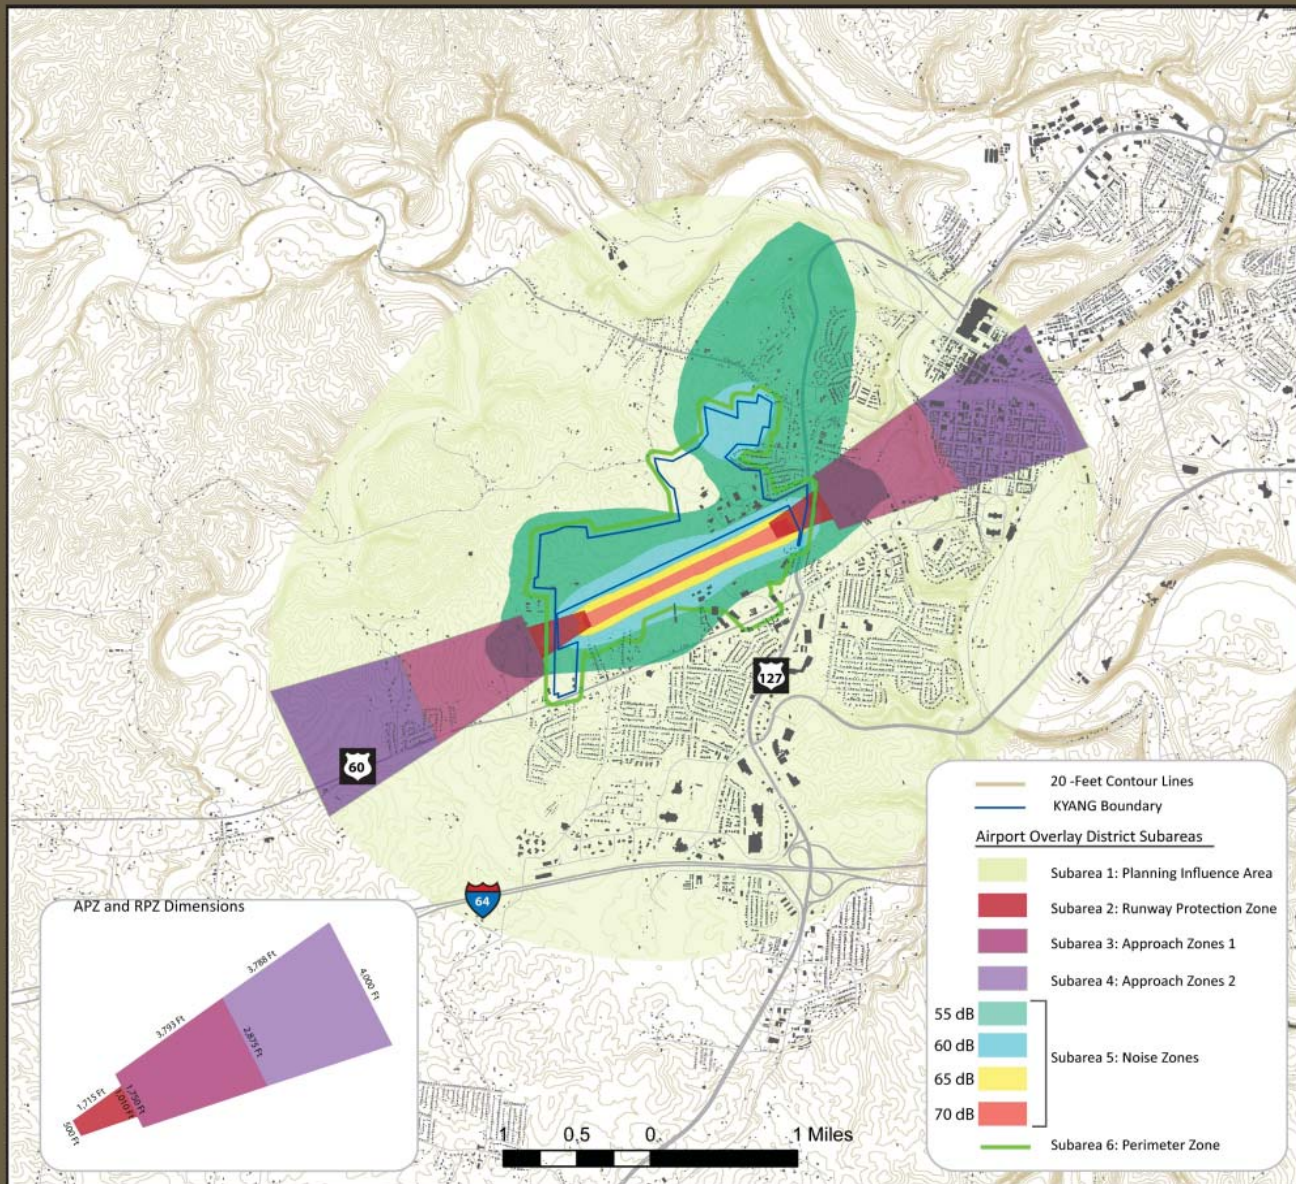 127
60
64
20 -Feet Contour Lines
KYANG Boundary
Airport Overlay District Subareas
Subarea 1: Planning Influence Area
Subarea 2: Runway Protection Zone
Subarea 3: Approach Zones 1
Subarea 4: Approach Zones 2
55 dB
60 dB
Subarea 5: Noise Zones
65 dB
70 dB
Subarea 6: Perimeter Zone
APZ and RPZ Dimensions
3,788 Ft
4,000 Ft
3,793 Ft
2,875 Ft
1,715 Ft
1,750 Ft
1,010 Ft
500 Ft
1 0.5 0 1 Miles